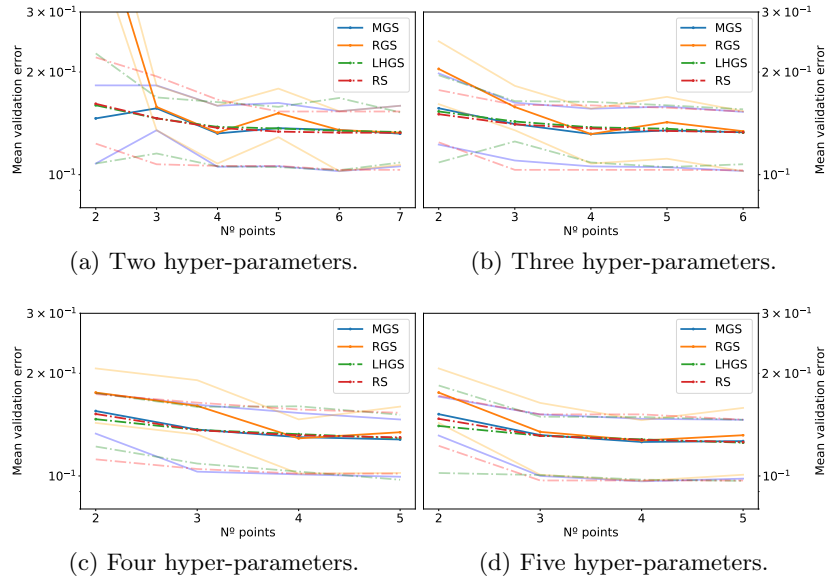 3 × 10⁻¹
2 × 10⁻¹
10⁻¹
Mean validation error
2 3 4 5 6 7
Nº points
MGS
RGS
LHGS
RS
(a) Two hyper-parameters.
3 × 10⁻¹
2 × 10⁻¹
10⁻¹
Mean validation error
2 3 4 5 6
Nº points
MGS
RGS
LHGS
RS
(b) Three hyper-parameters.
3 × 10⁻¹
2 × 10⁻¹
10⁻¹
Mean validation error
2 3 4 5
Nº points
MGS
RGS
LHGS
RS
(c) Four hyper-parameters.
3 × 10⁻¹
2 × 10⁻¹
10⁻¹
Mean validation error
2 3 4 5
Nº points
MGS
RGS
LHGS
RS
(d) Five hyper-parameters.